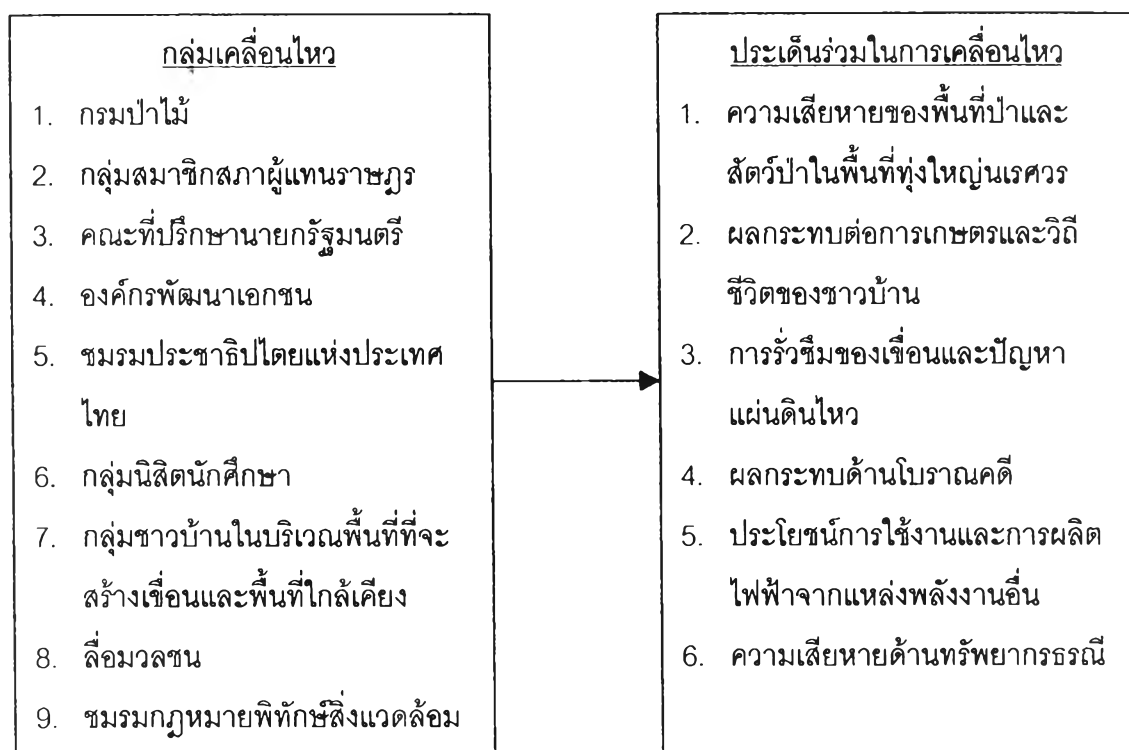 กลุ่มเคลื่อนไหว
1. กรมป่าไม้
2. กลุ่มสมาชิกสภาผู้แทนราษฎร
3. คณะที่ปรึกษานายกรัฐมนตรี
4. องค์กรพัฒนาเอกชน
5. ชมรมประชาธิปไตยแห่งประเทศ
ไทย
6. กลุ่มนิสิตนักศึกษา
7. กลุ่มชาวบ้านในบริเวณพื้นที่ที่จะ
สร้างเขื่อนและพื้นที่ใกล้เคียง
8. สื่อมวลชน
9. ชมรมกฎหมายพิทักษ์สิ่งแวดล้อม
ประเด็นร่วมในการเคลื่อนไหว
1. ความเสียหายของพื้นที่ป่าและ
สัตว์ป่าในพื้นที่ทุ่งใหญ่นเรศวร
2. ผลกระทบต่อการเกษตรและวิถี
ชีวิตของชาวบ้าน
3. การรั่วซึมของเขื่อนและปัญหา
แผ่นดินไหว
4. ผลกระทบด้านโบราณคดี
5. ประโยชน์การใช้งานและการผลิต
ไฟฟ้าจากแหล่งพลังงานอื่น
6. ความเสียหายด้านทรัพยากรธรณี